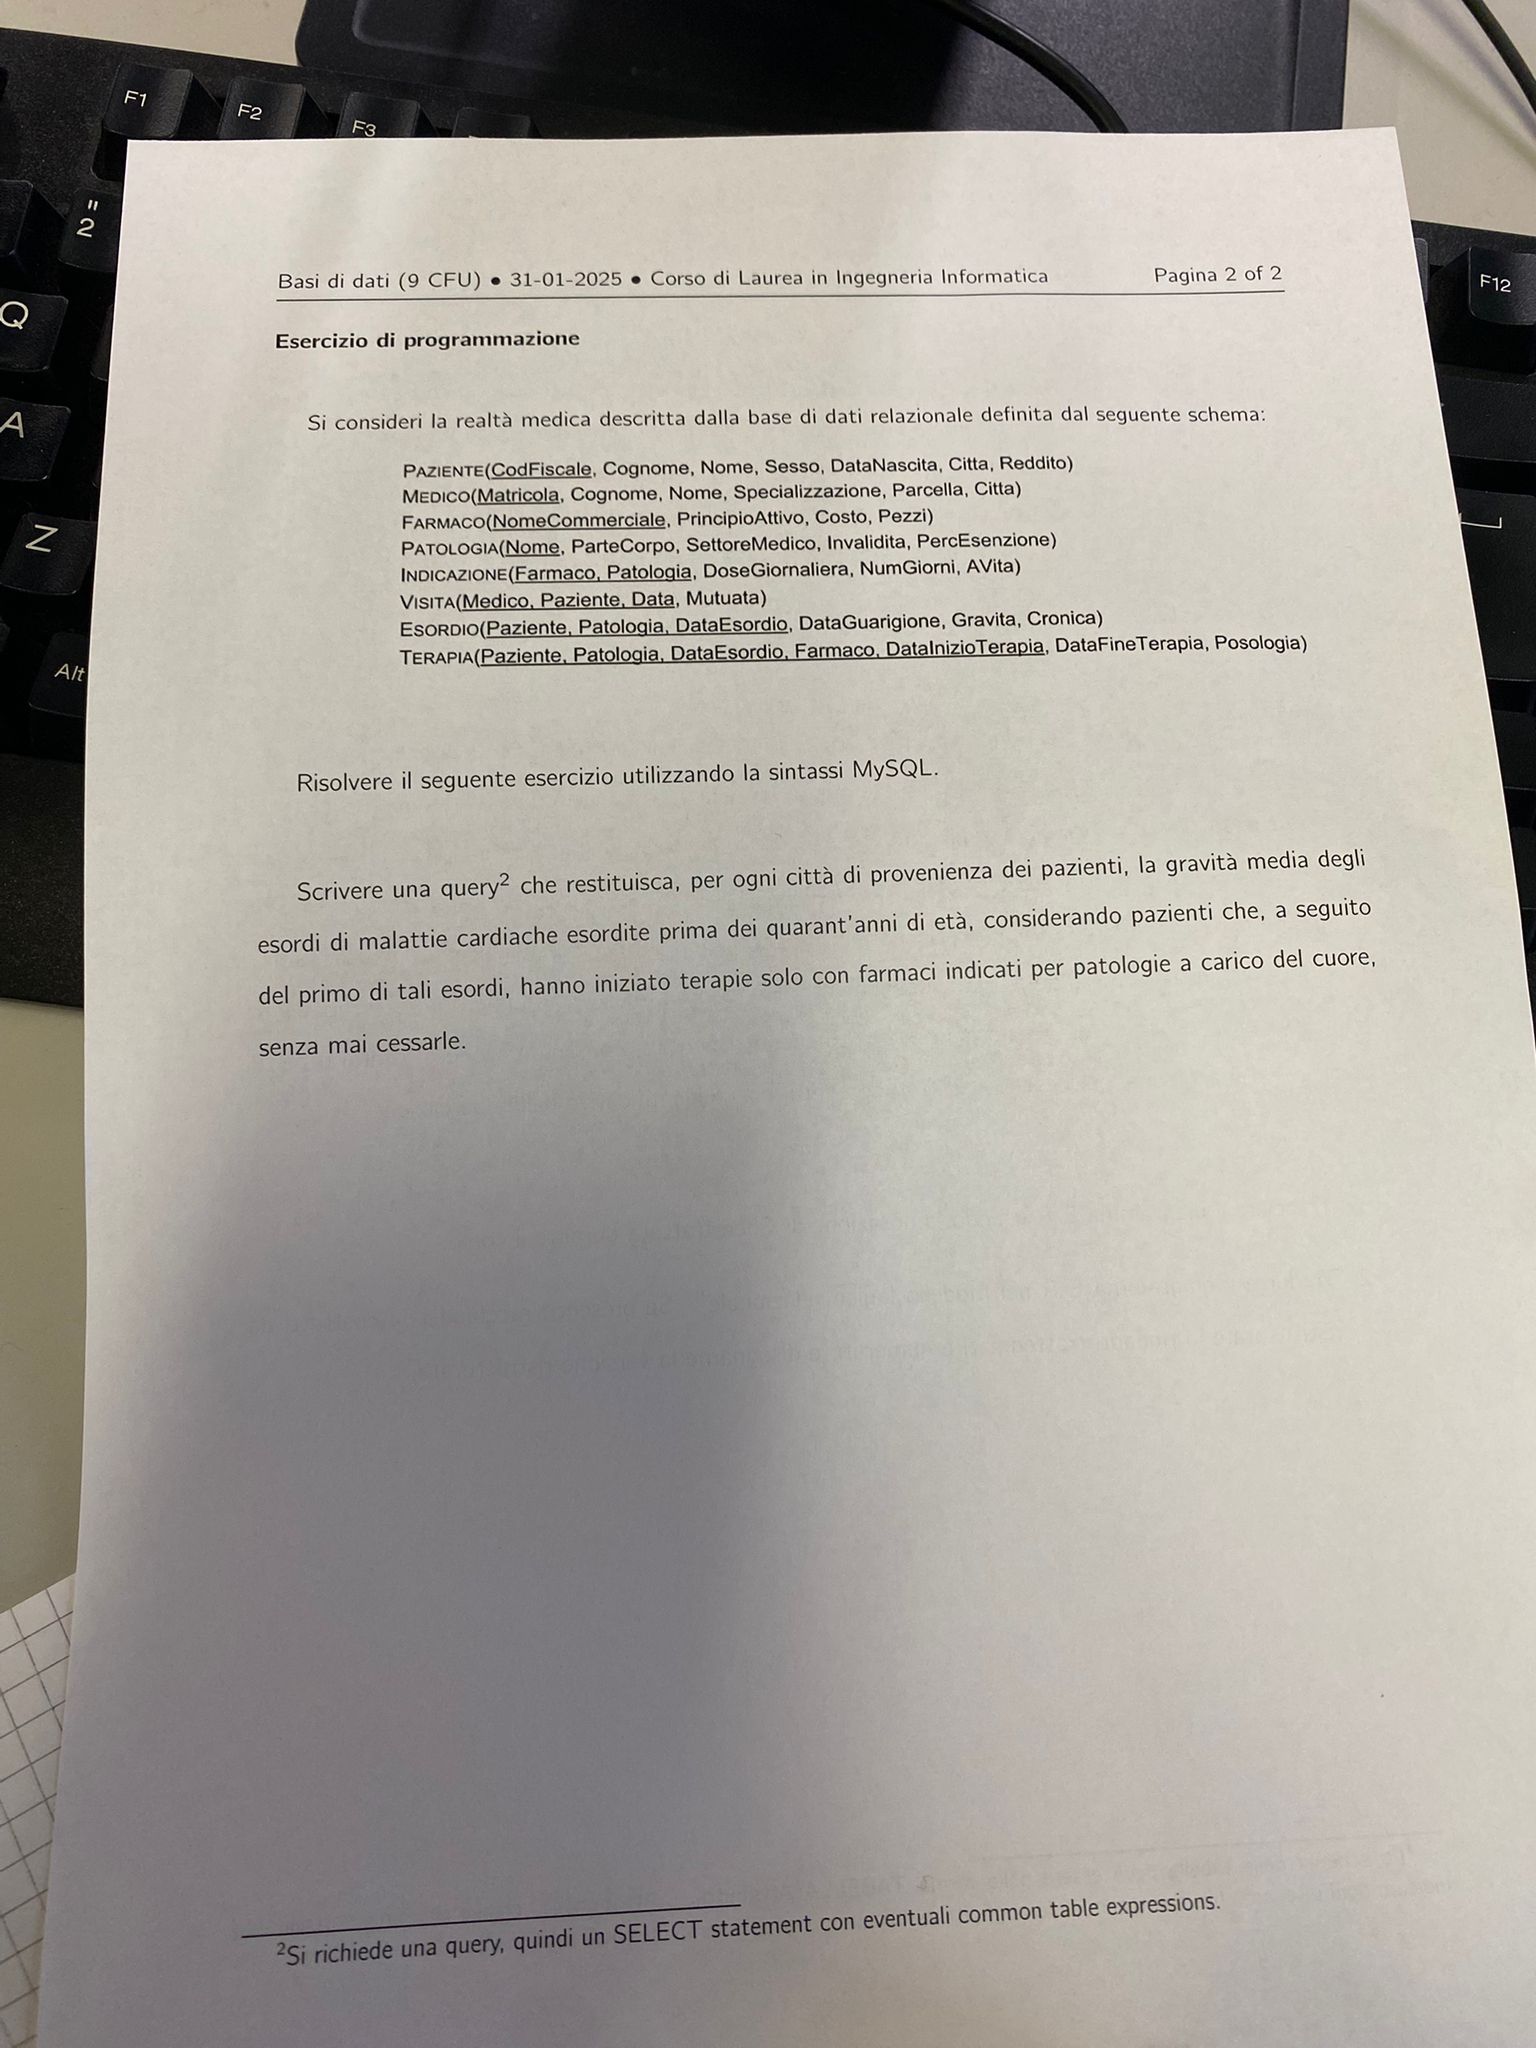 F1
F2
F3
"
2
Q
A
Z
Alt
F12
Basi di dati (9 CFU) • 31-01-2025 • Corso di Laurea in Ingegneria Informatica Pagina 2 of 2
Esercizio di programmazione
Si consideri la realtà medica descritta dalla base di dati relazionale definita dal seguente schema:
PAZIENTE(CodFiscale, Cognome, Nome, Sesso, DataNascita, Citta, Reddito)
MEDICO(Matricola, Cognome, Nome, Specializzazione, Parcella, Citta)
FARMACO(NomeCommerciale, PrincipioAttivo, Costo, Pezzi)
PATOLOGIA(Nome, ParteCorpo, SettoreMedico, Invalidita, PercEsenzione)
INDICAZIONE(Farmaco, Patologia, DoseGiornaliera, NumGiorni, AVita)
VISITA(Medico, Paziente, Data, Mutuata)
ESORDIO(Paziente, Patologia, DataEsordio, DataGuarigione, Gravita, Cronica)
TERAPIA(Paziente, Patologia, DataEsordio, Farmaco, DataInizioTerapia, DataFineTerapia, Posologia)
Risolvere il seguente esercizio utilizzando la sintassi MySQL.
Scrivere una query² che restituisca, per ogni città di provenienza dei pazienti, la gravità media degli
esordi di malattie cardiache esordite prima dei quarant'anni di età, considerando pazienti che, a seguito
del primo di tali esordi, hanno iniziato terapie solo con farmaci indicati per patologie a carico del cuore,
senza mai cessarle.
²Si richiede una query, quindi un SELECT statement con eventuali common table expressions.